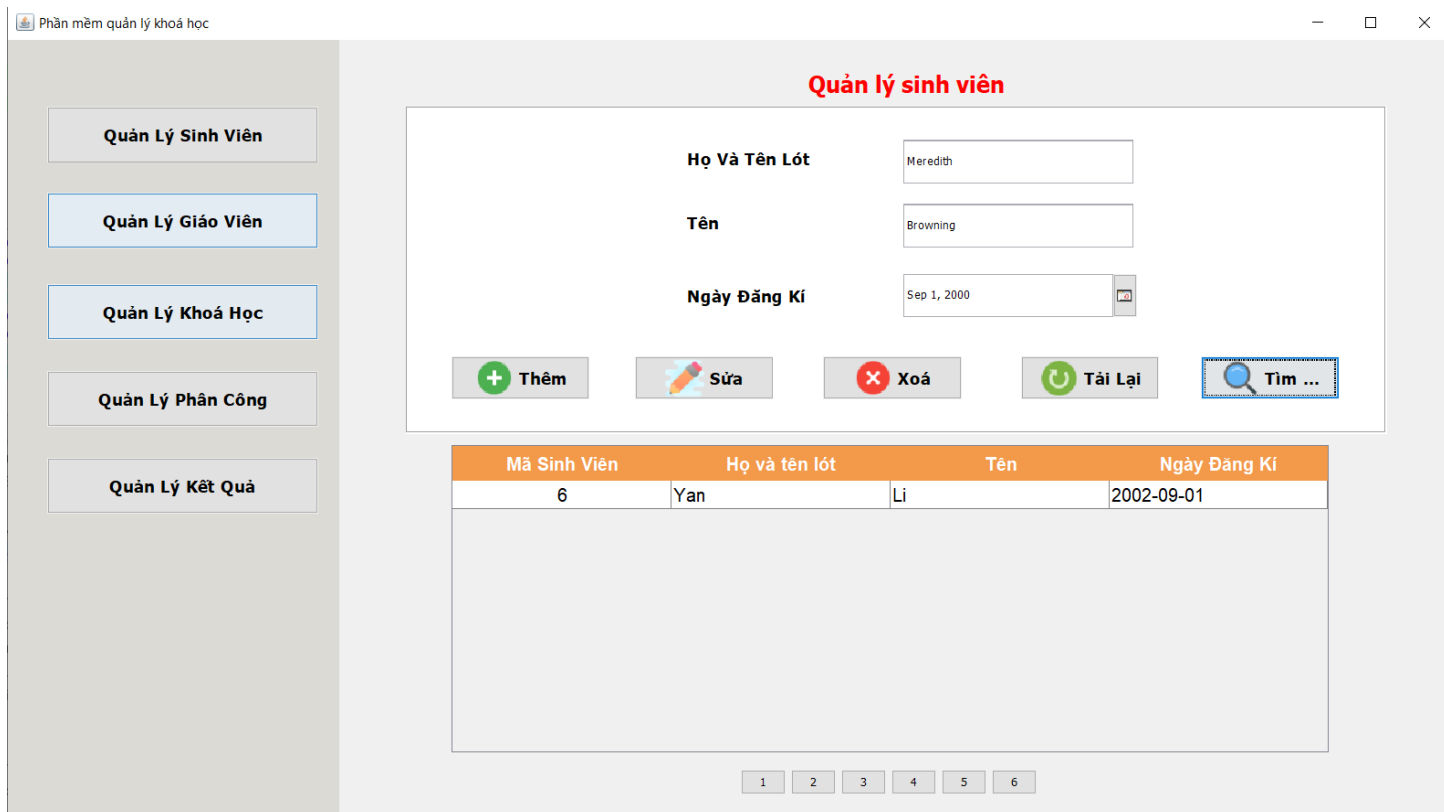 Phần mềm quản lý khoá học
Quản Lý Sinh Viên
Quản Lý Giáo Viên
Quản Lý Khoá Học
Quản Lý Phân Công
Quản Lý Kết Quả
Quản lý sinh viên
Họ Và Tên Lót Meredith
Tên Browning
Ngày Đăng Kí Sep 1, 2000
Thêm Sửa Xoá Tải Lại Tìm ...
Mã Sinh Viên Họ và tên lót Tên Ngày Đăng Kí
6 Yan Li 2002-09-01
1 2 3 4 5 6